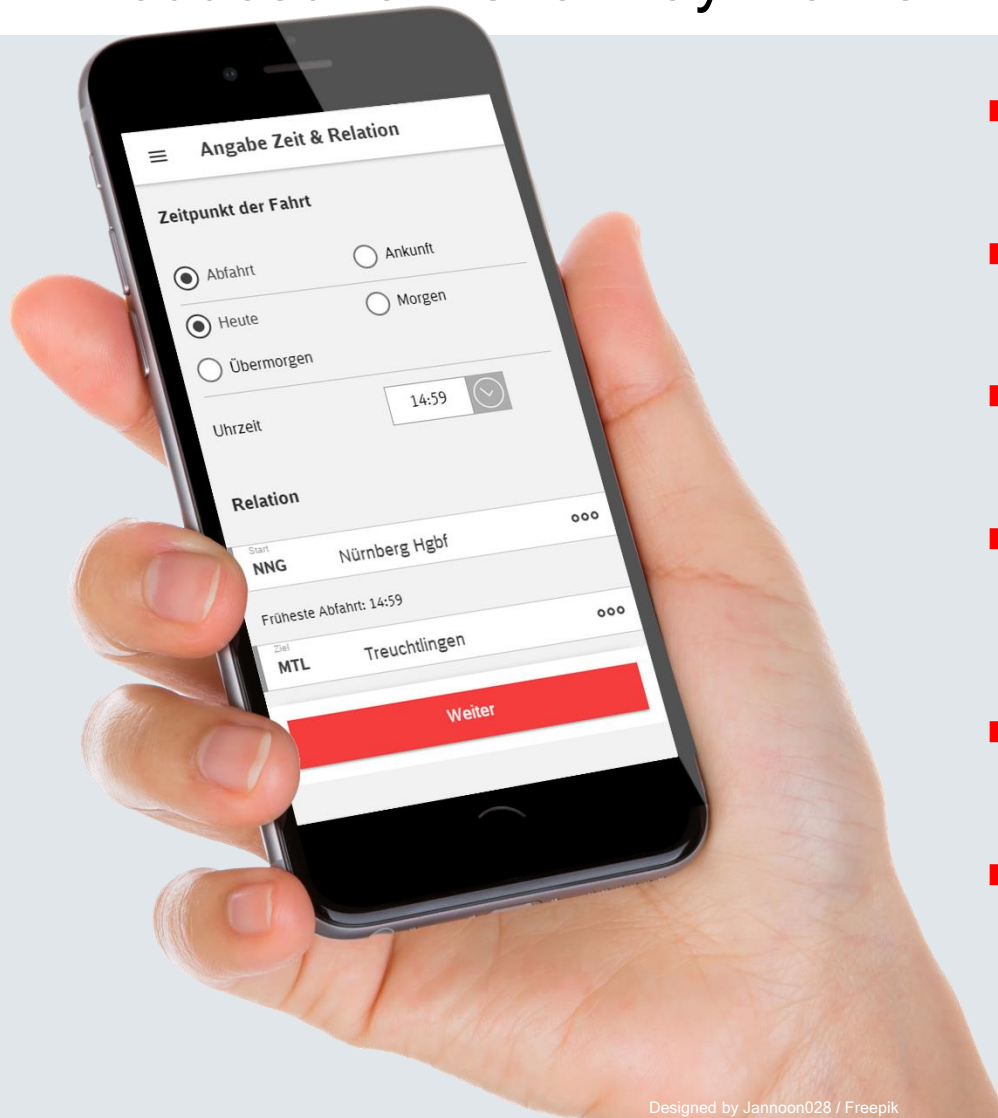 Angabe Zeit & Relation
Zeitpunkt der Fahrt
Abfahrt Ankunft
Heute Morgen
Übermorgen
Uhrzeit 14:59
Relation
Start
NNG Nürnberg Hgbf
Früheste Abfahrt: 14:59
Ziel
MTL Treuchtlingen
Weiter
Designed by Jannoon028 / Freepik